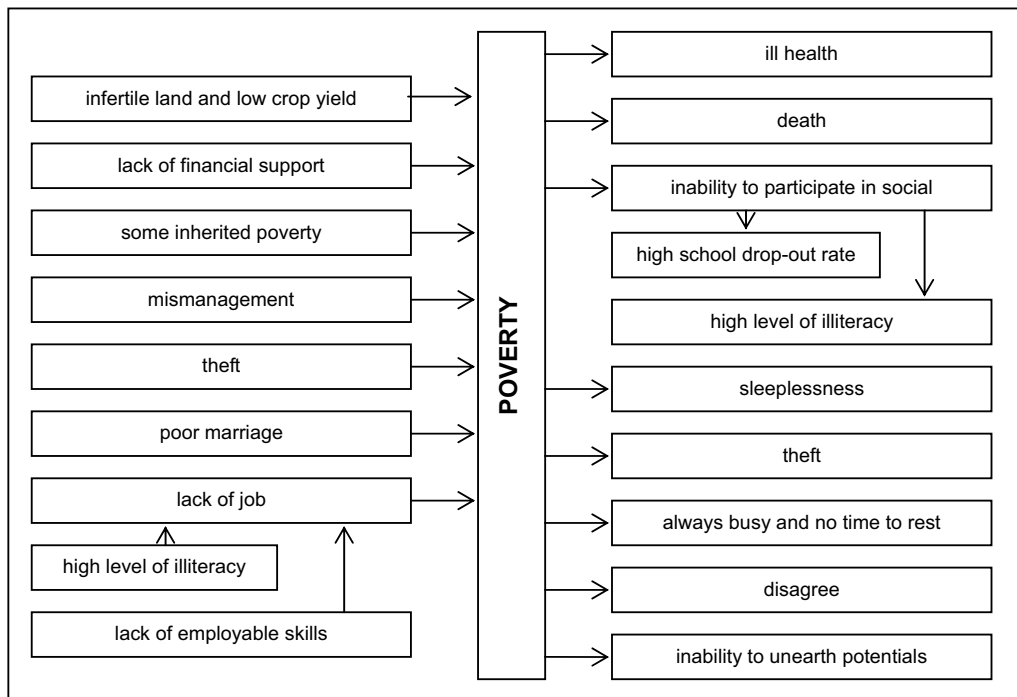 infertile land and low crop yield
lack of financial support
some inherited poverty
mismanagement
theft
poor marriage
lack of job
high level of illiteracy
lack of employable skills
POVERTY
ill health
death
inability to participate in social
high school drop-out rate
high level of illiteracy
sleeplessness
theft
always busy and no time to rest
disagree
inability to unearth potentials